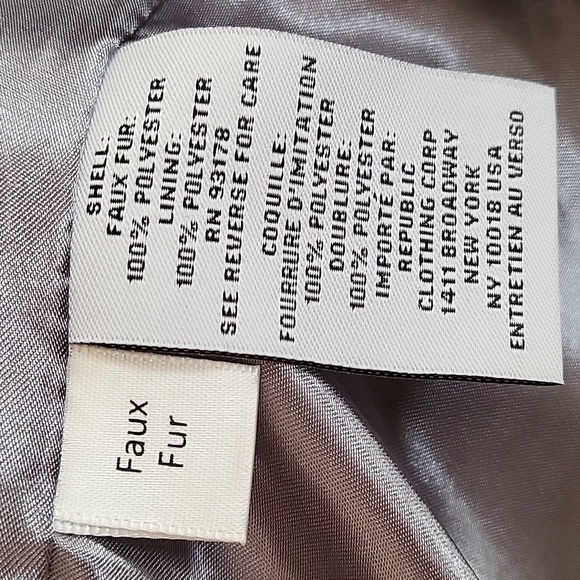 SHELL:
FAUX FUR:
100% POLYESTER
LINING:
100% POLYESTER
RN 93178
SEE REVERSE FOR CARE
COQUILLE:
FOURRURE D'IMITATION
100% POLYESTER
DOUBLURE:
100% POLYESTER
IMPORTÉ PAR:
REPUBLIC
CLOTHING CORP
1411 BROADWAY
NEW YORK
NY 10018 USA
ENTRETIEN AU VERSO
Faux
Fur